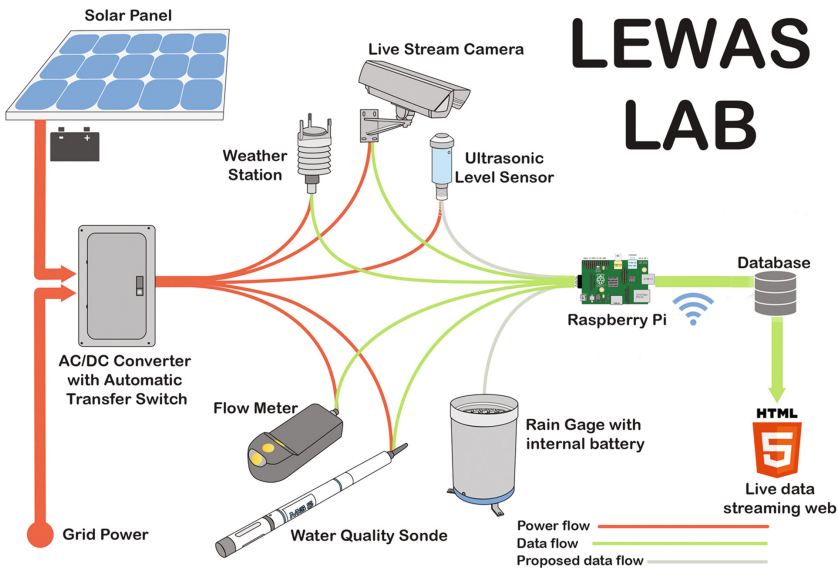 Solar Panel
LEWAS
LAB
Live Stream Camera
Weather
Station
Ultrasonic
Level Sensor
Database
Raspberry Pi
AC/DC Converter
with Automatic
Transfer Switch
Flow Meter
Rain Gage with
internal battery
HTML
5
Live data
streaming web
Grid Power
Water Quality Sonde
Power flow
Data flow
Proposed data flow